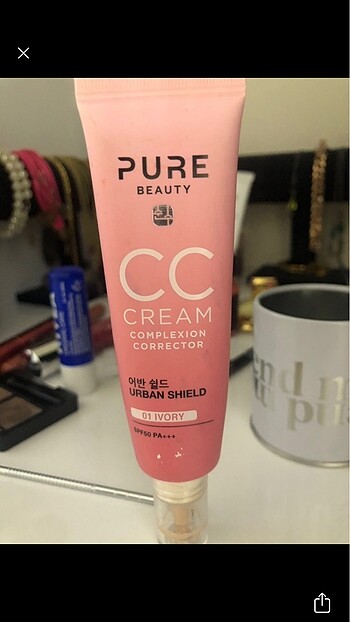 PURE
BEAUTY
CC
CREAM
COMPLEXION
CORRECTOR
어반 쉴드
URBAN SHIELD
01 IVORY
SPF50 PA+++